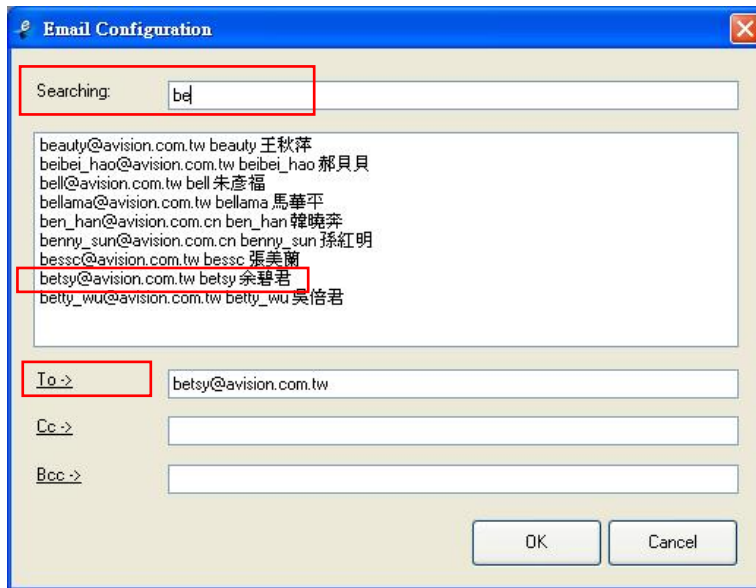 Email Configuration
Searching: be
beauty@avision.com.tw beauty 王秋萍
beibei_hao@avision.com.tw beibei_hao 郝貝貝
bell@avision.com.tw bell 朱彥福
bellama@avision.com.tw bellama 馬華平
ben_han@avision.com.cn ben_han 韓曉奔
benny_sun@avision.com.cn benny_sun 孫紅明
bessc@avision.com.tw bessc 張美蘭
betsy@avision.com.tw betsy 余碧君
betty_wu@avision.com.tw betty_wu 吳倍君
To -> betsy@avision.com.tw
Cc ->
Bcc ->
OK Cancel